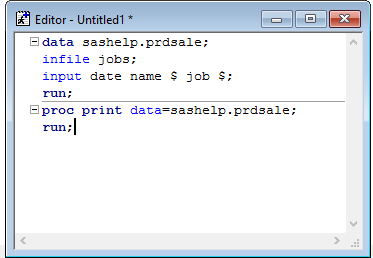 Editor - Untitled1 *
data sashelp.prdsale;
infile jobs;
input date name $ job $;
run;
proc print data=sashelp.prdsale;
run;